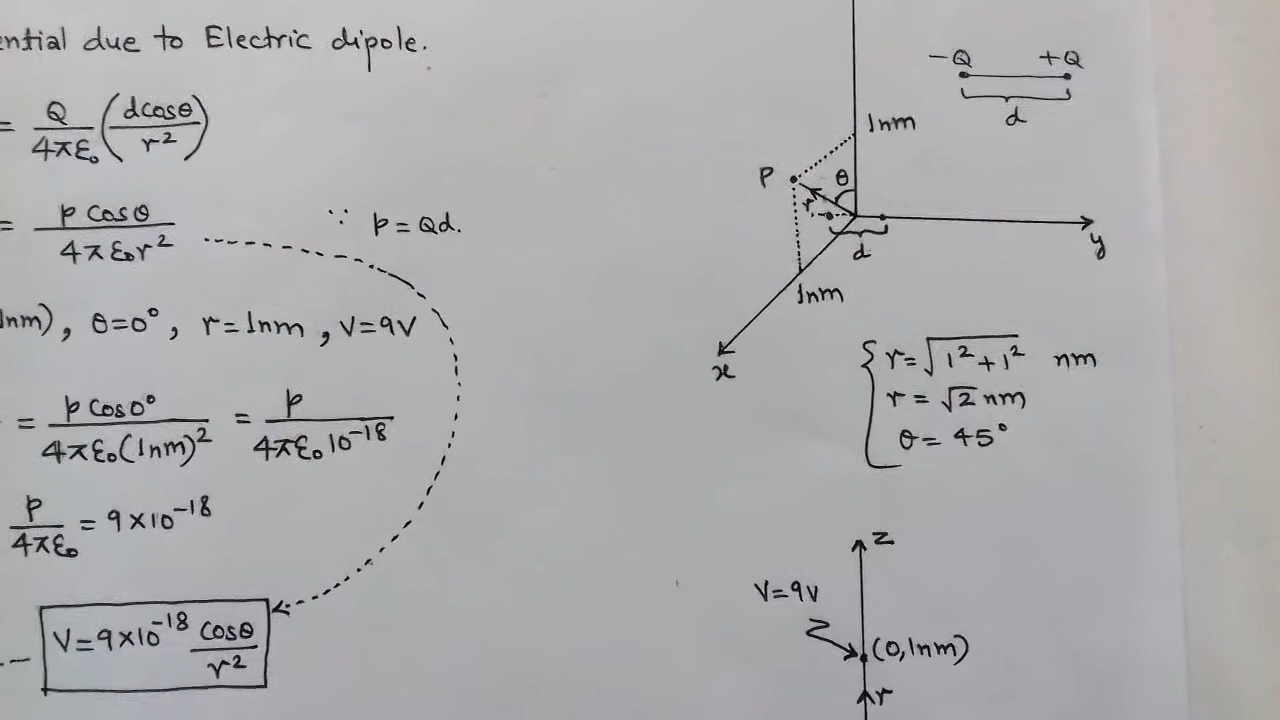 ential due to Electric dipole.
= Q/4πε₀ (dcosθ/r²)
= p cosθ/4πε₀r² ∵ p = Qd.
1nm), θ=0°, r=1nm, V=9V
= p cos0°/4πε₀(1nm)² = p/4πε₀10⁻¹⁸
p/4πε₀ = 9×10⁻¹⁸
V=9×10⁻¹⁸ cosθ/r²
-Q +Q
d
1nm
P θ
r
d
y
1nm
x
r=√1²+1² nm
r = √2 nm
θ = 45°
z
V=9V
(0,1nm)
r